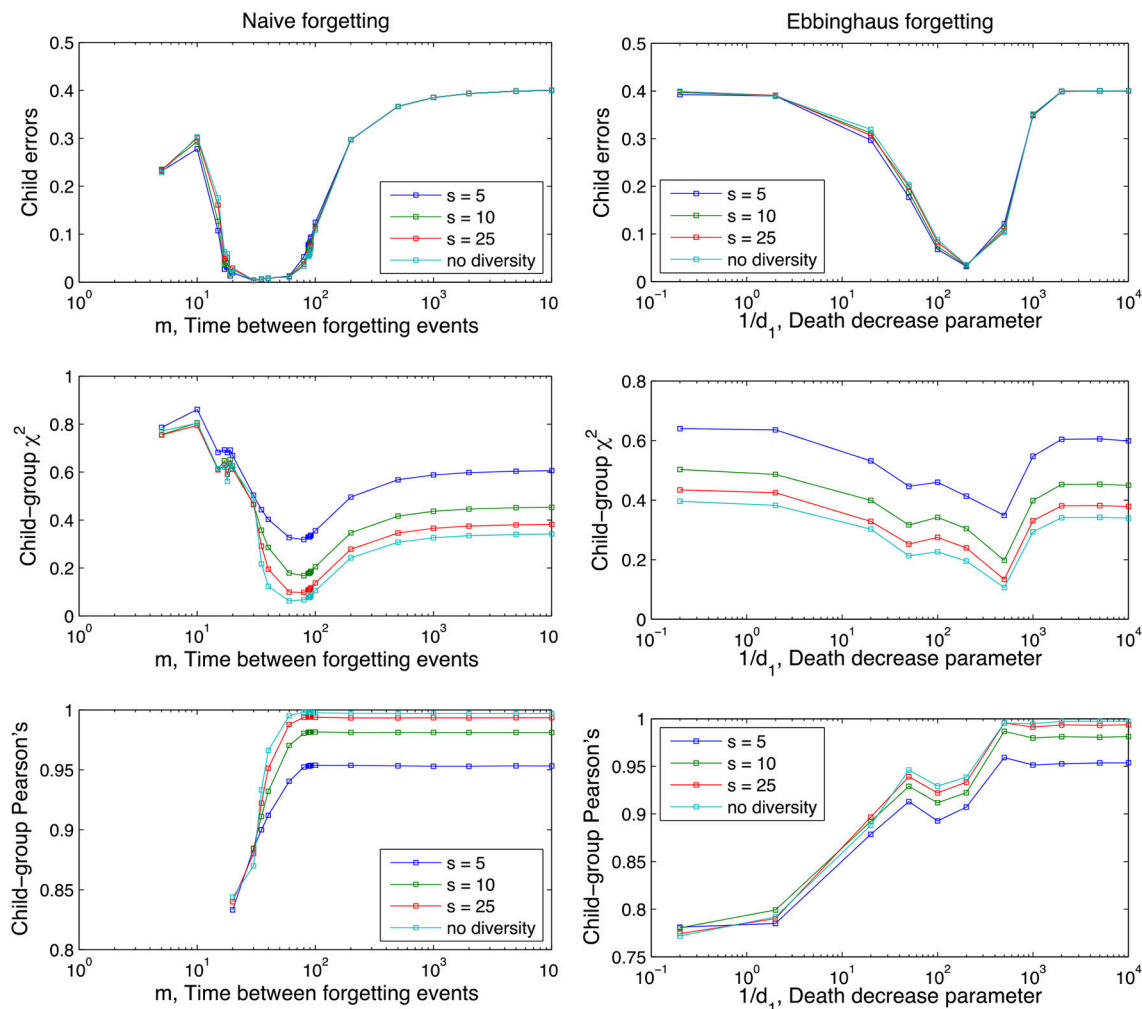 Naive forgetting
0.5
0.4
0.3
0.2
0.1
0
Child errors
s = 5
s = 10
s = 25
no diversity
10^0 10^1 10^2 10^3 10
m, Time between forgetting events
Ebbinghaus forgetting
0.5
0.4
0.3
0.2
0.1
0
Child errors
s = 5
s = 10
s = 25
no diversity
10^−1 10^0 10^1 10^2 10^3 10^4
1/d_1, Death decrease parameter
1
0.8
0.6
0.4
0.2
0
Child−group χ^2
10^0 10^1 10^2 10^3 10
m, Time between forgetting events
0.8
0.6
0.4
0.2
0
Child−group χ^2
10^−1 10^0 10^1 10^2 10^3 10^4
1/d_1, Death decrease parameter
1
0.95
0.9
0.85
0.8
Child−group Pearson's
s = 5
s = 10
s = 25
no diversity
10^0 10^1 10^2 10^3 10
m, Time between forgetting events
1
0.95
0.9
0.85
0.8
0.75
Child−group Pearson's
s = 5
s = 10
s = 25
no diversity
10^−1 10^0 10^1 10^2 10^3 10^4
1/d_1, Death decrease parameter